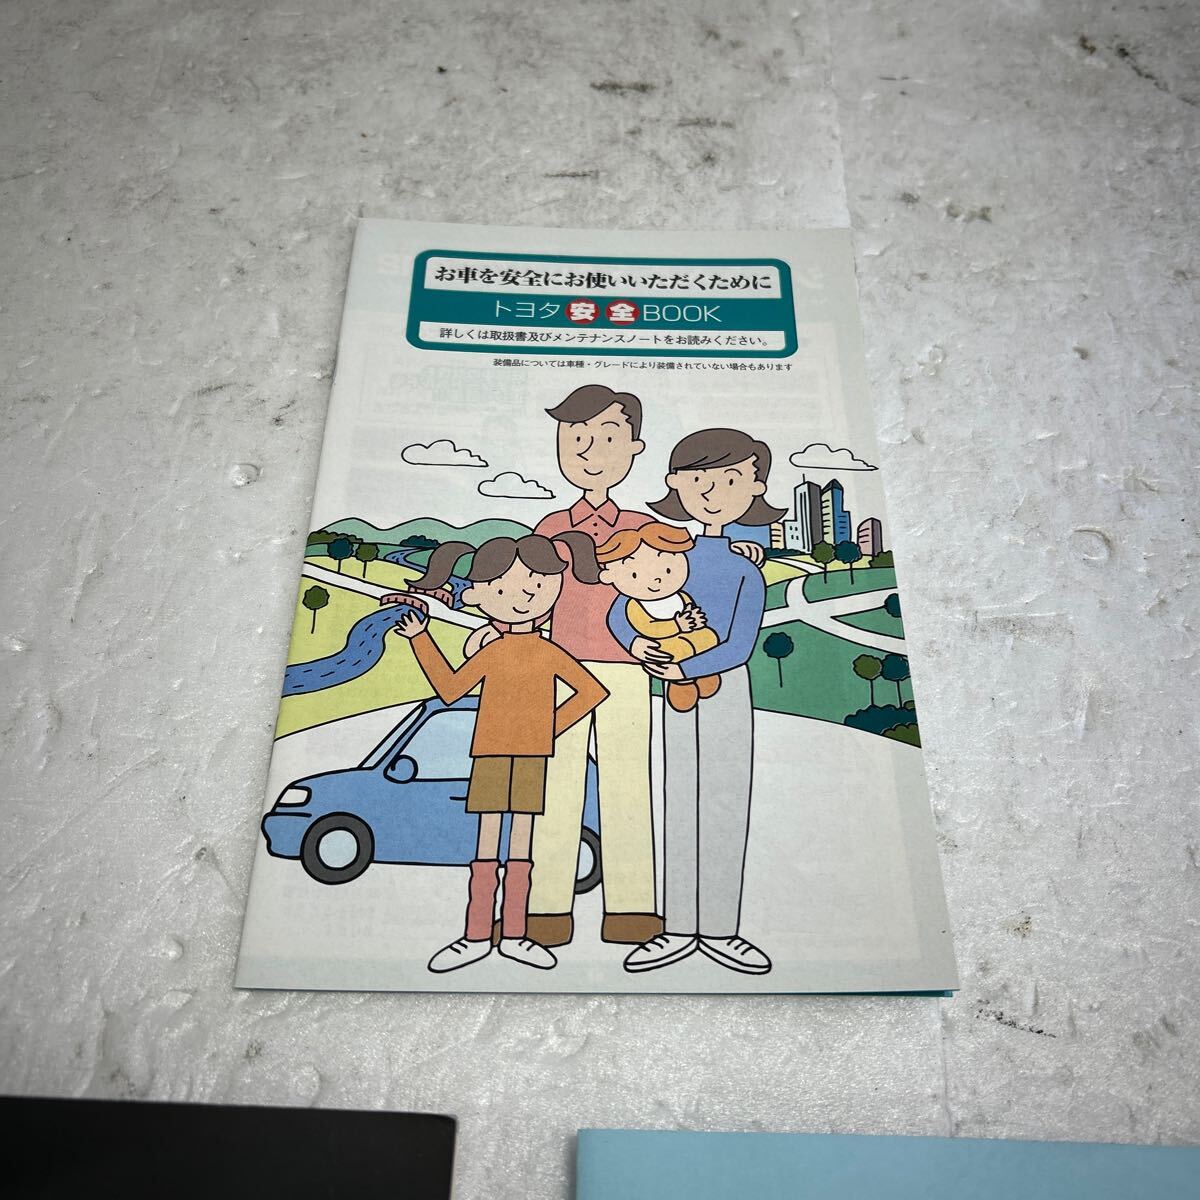 お車を安全にお使いいただくために
トヨタ安全BOOK
詳しくは取扱書及びメンテナンスノートをお読みください。
装備品については車種・グレードにより装備されていない場合もあります